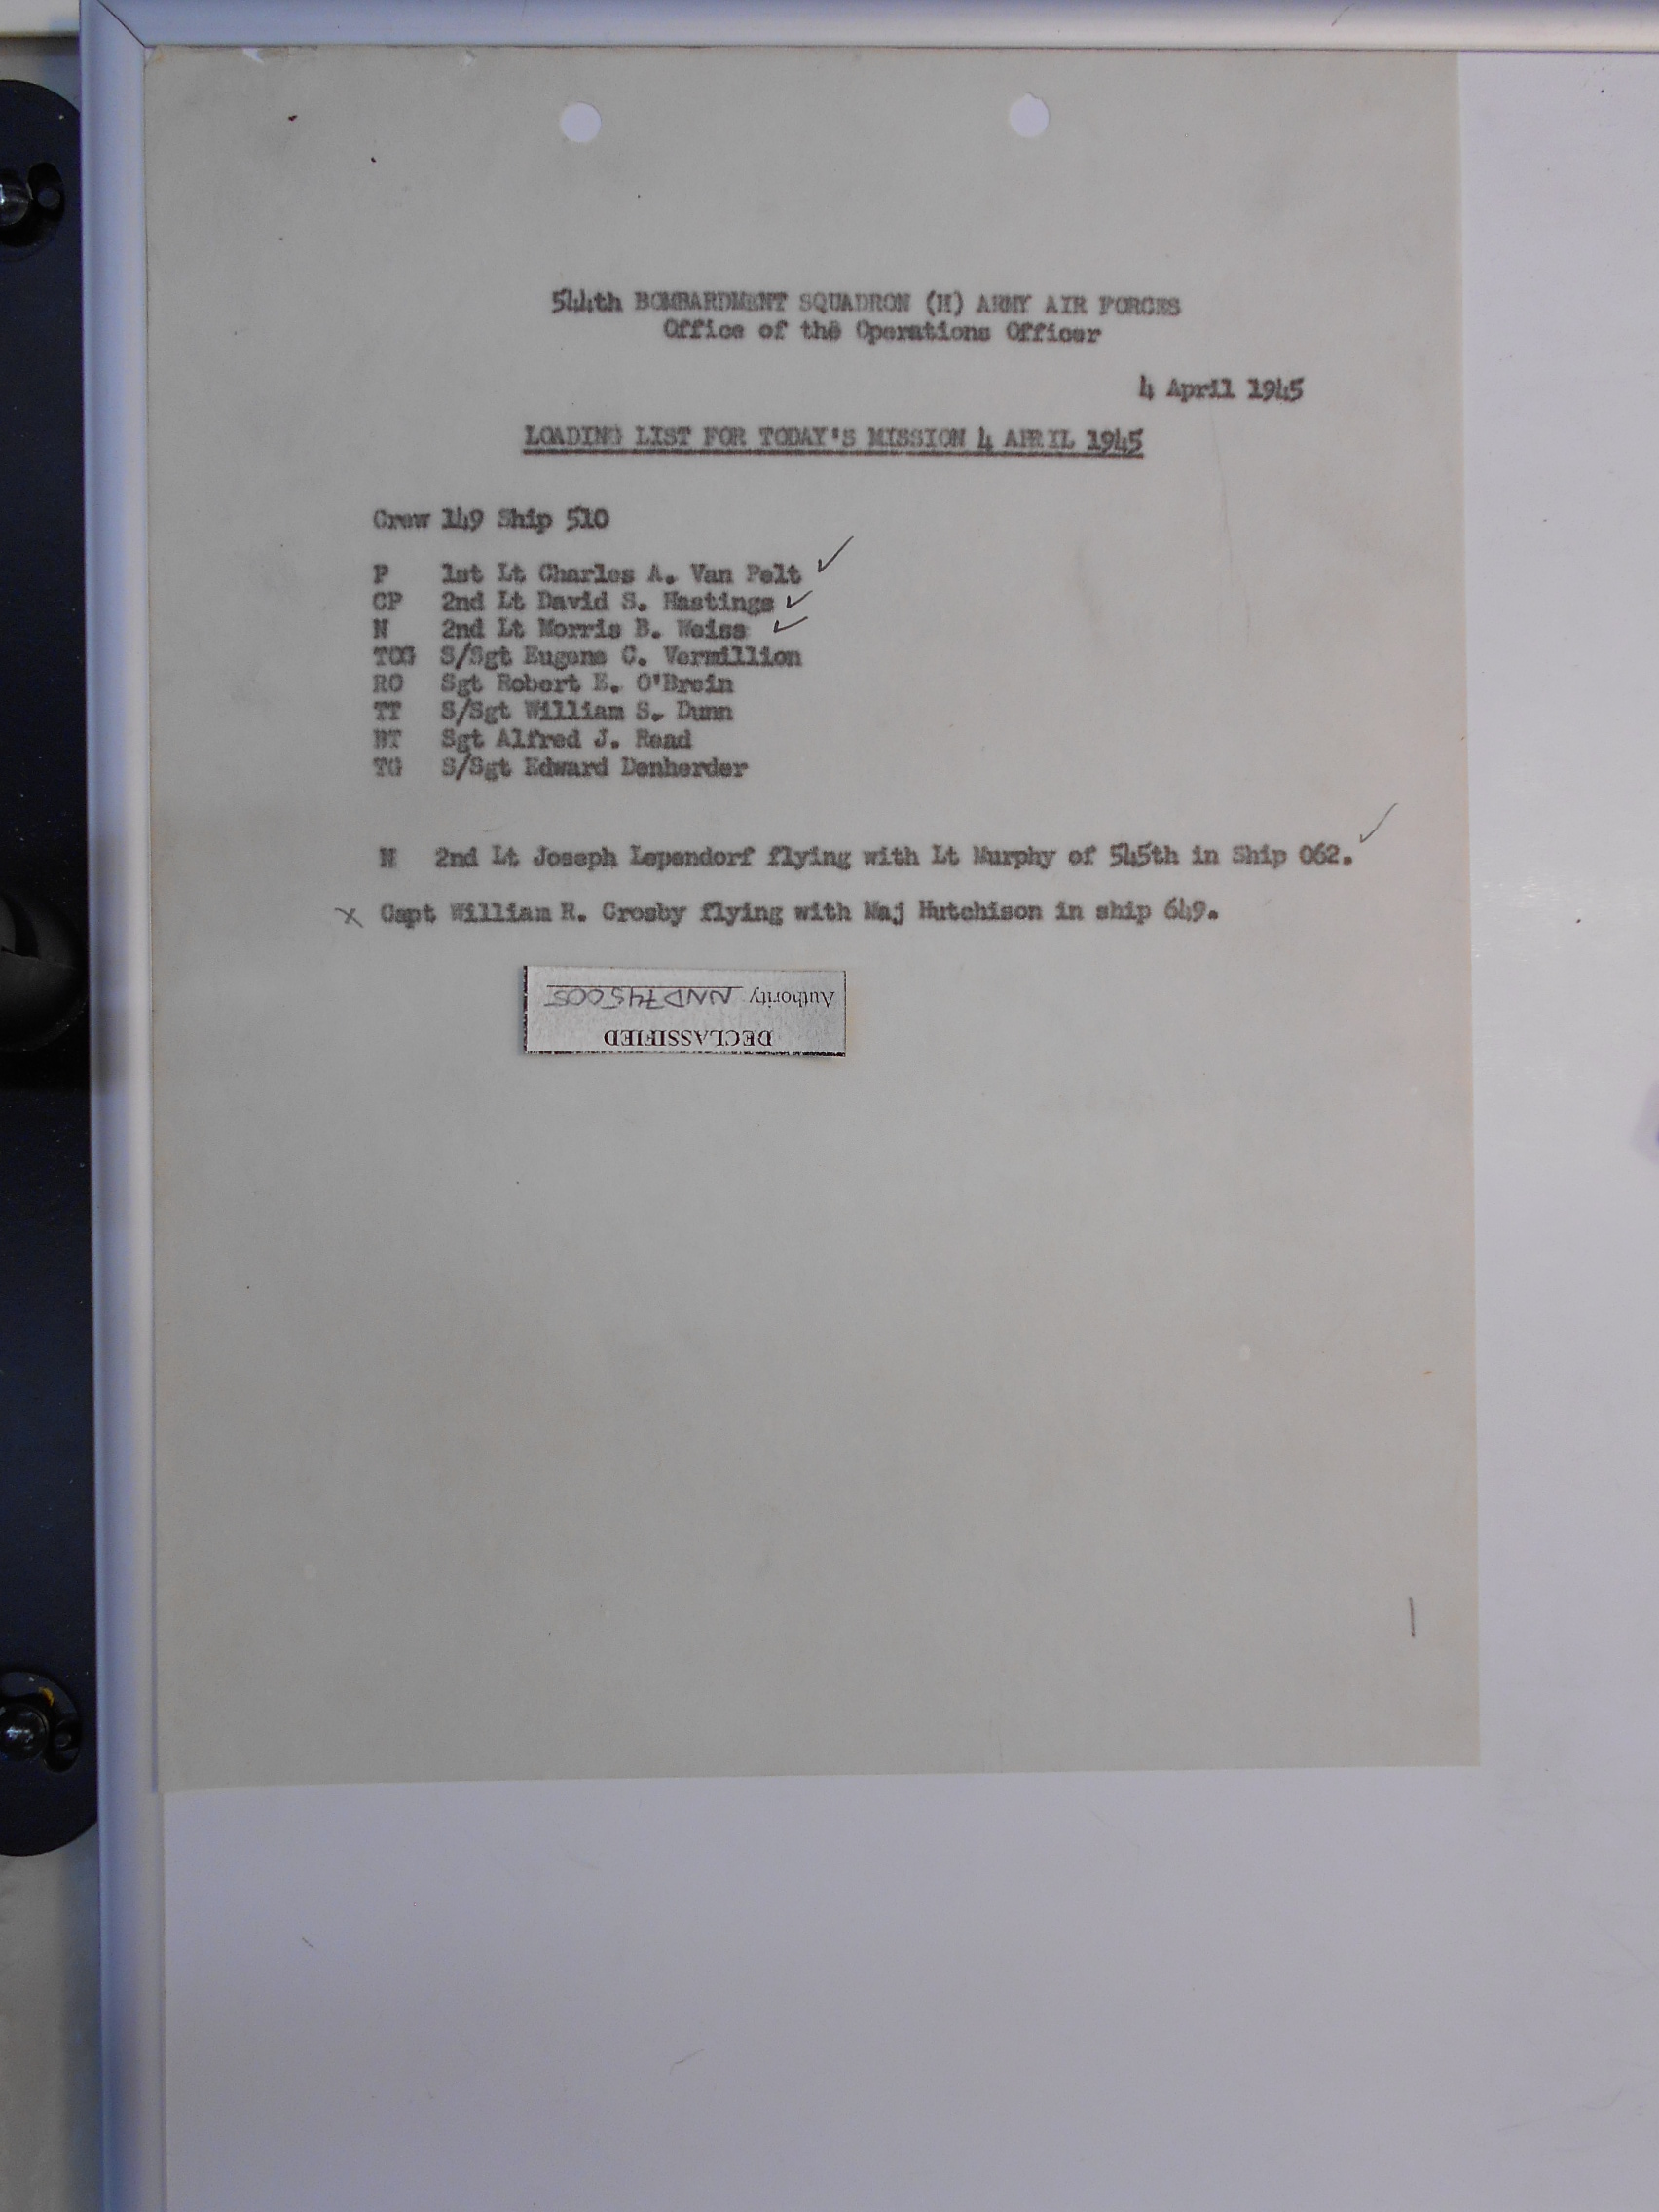 544th BOMBARDMENT SQUADRON (H) ARMY AIR FORCES
Office of the Operations Officer
4 April 1945
LOADING LIST FOR TODAY'S MISSION 4 APRIL 1945
Crew 149 Ship 510
P 1st Lt Charles A. Van Pelt ✓
CP 2nd Lt David S. Hastings ✓
N 2nd Lt Morris B. Weiss ✓
TOG S/Sgt Eugene C. Vermillion
RO Sgt Robert E. O'Brein
TT S/Sgt William S. Dunn
BT Sgt Alfred J. Read
TG S/Sgt Edward Denherder
N 2nd Lt Joseph Lependorf flying with Lt Murphy of 545th in Ship 062. ✓
x Capt William R. Crosby flying with Maj Hutchison in ship 649.
DECLASSIFIED
Authority NND745005